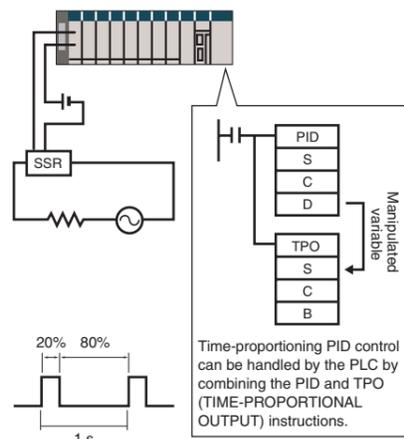 SSR
PID
S
C
D
Manipulated
variable
TPO
S
C
B
Time-proportioning PID control
can be handled by the PLC by
combining the PID and TPO
(TIME-PROPORTIONAL
OUTPUT) instructions.
20% 80%
1 s